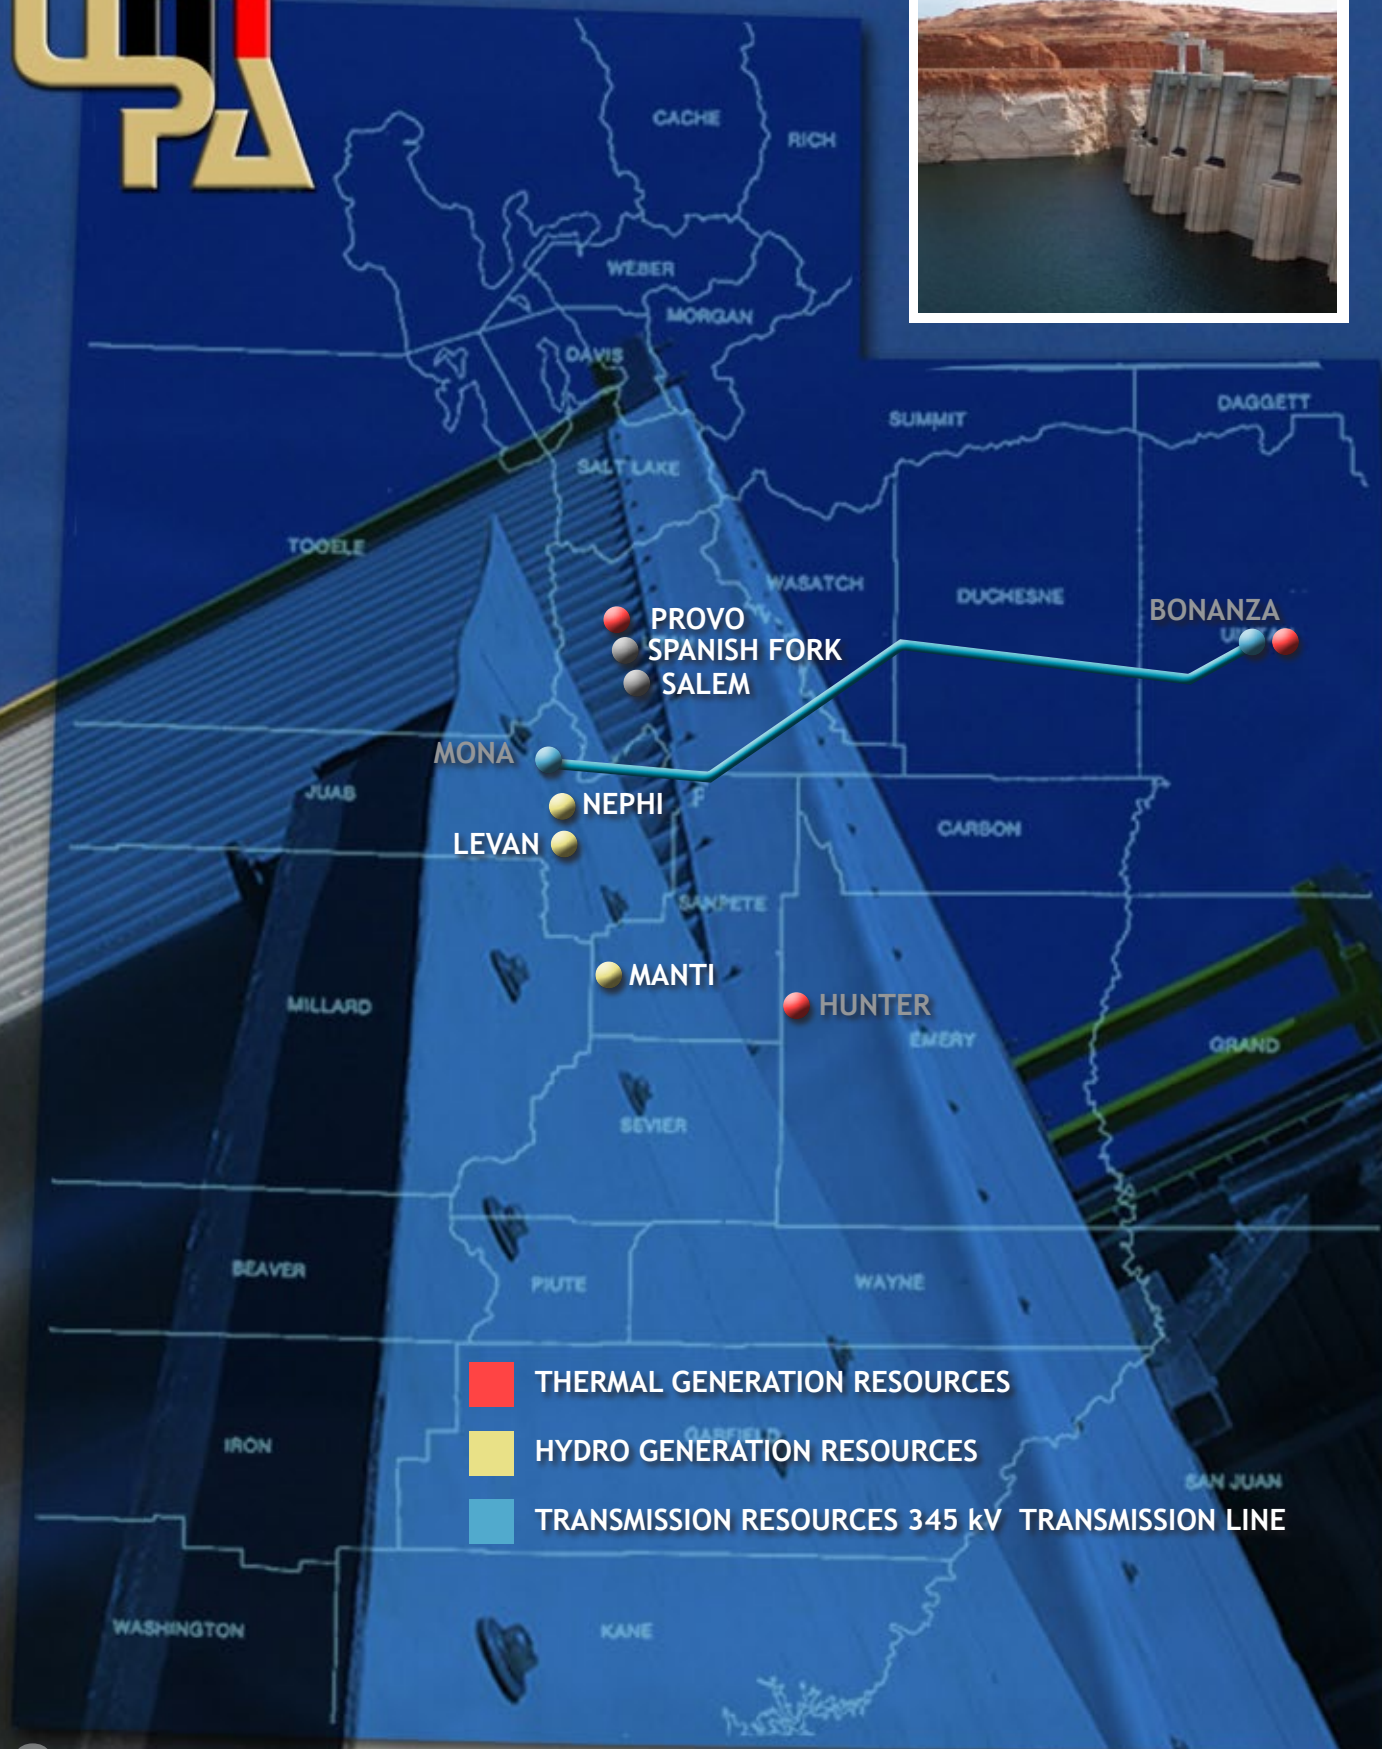 UMPA
CACHE
RICH
WEBER
MORGAN
DAVIS
SUMMIT
DAGGETT
SALT LAKE
TOOELE
WASATCH
DUCHESNE
BONANZA
PROVO
SPANISH FORK
SALEM
MONA
JUAB
NEPHI
LEVAN
CARBON
SANPETE
MANTI
MILLARD
HUNTER
EMERY
GRAND
SEVIER
BEAVER
PIUTE
WAYNE
THERMAL GENERATION RESOURCES
GARFIELD
IRON
HYDRO GENERATION RESOURCES
SAN JUAN
TRANSMISSION RESOURCES 345 kV TRANSMISSION LINE
WASHINGTON
KANE